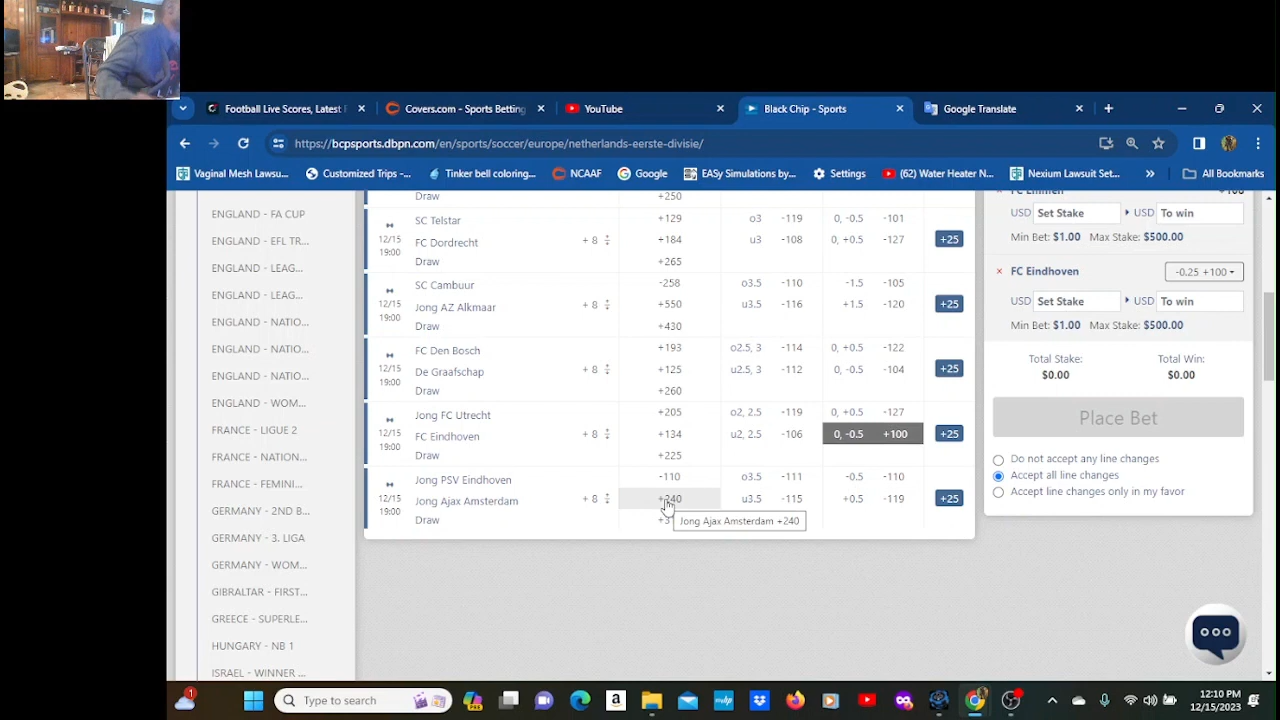 Football Live Scores, Latest F
Covers.com - Sports Betting
YouTube
Black Chip - Sports
Google Translate
https://bcpsports.dbpn.com/en/sports/soccer/europe/netherlands-eerste-divisie/
Vaginal Mesh Lawsu...
Customized Trips -...
Tinker bell coloring...
NCAAF
Google
EASy Simulations by...
Settings
(62) Water Heater N...
Nexium Lawsuit Set...
All Bookmarks
ENGLAND - FA CUP
ENGLAND - EFL TR...
ENGLAND - LEAG...
ENGLAND - LEAG...
ENGLAND - NATIO...
ENGLAND - NATIO...
ENGLAND - NATIO...
ENGLAND - WOM...
FRANCE - LIGUE 2
FRANCE - NATION...
FRANCE - FEMINI...
GERMANY - 2ND B...
GERMANY - 3. LIGA
GERMANY - WOM...
GIBRALTAR - FIRST...
GREECE - SUPERLE...
HUNGARY - NB 1
ISRAEL - WINNER ...
Draw +250
SC Telstar +129 o3 -119 0, -0.5 -101
12/15 19:00 FC Dordrecht + 8 +184 u3 -108 0, +0.5 -127 +25
Draw +265
SC Cambuur -258 o3.5 -110 -1.5 -105
12/15 19:00 Jong AZ Alkmaar + 8 +550 u3.5 -116 +1.5 -120 +25
Draw +430
FC Den Bosch +193 o2.5, 3 -114 0, +0.5 -122
12/15 19:00 De Graafschap + 8 +125 u2.5, 3 -112 0, -0.5 -104 +25
Draw +260
Jong FC Utrecht +205 o2, 2.5 -119 0, +0.5 -127
12/15 19:00 FC Eindhoven + 8 +134 u2, 2.5 -106 0, -0.5 +100 +25
Draw +225
Jong PSV Eindhoven -110 o3.5 -111 -0.5 -110
12/15 19:00 Jong Ajax Amsterdam + 8 +240 u3.5 -115 +0.5 -119 +25
Draw
Jong Ajax Amsterdam +240
USD Set Stake USD To win
Min Bet: $1.00 Max Stake: $500.00
FC Eindhoven -0.25 +100
USD Set Stake USD To win
Min Bet: $1.00 Max Stake: $500.00
Total Stake: Total Win:
$0.00 $0.00
Place Bet
Do not accept any line changes
Accept all line changes
Accept line changes only in my favor
1
Type to search
12:10 PM
12/15/2023